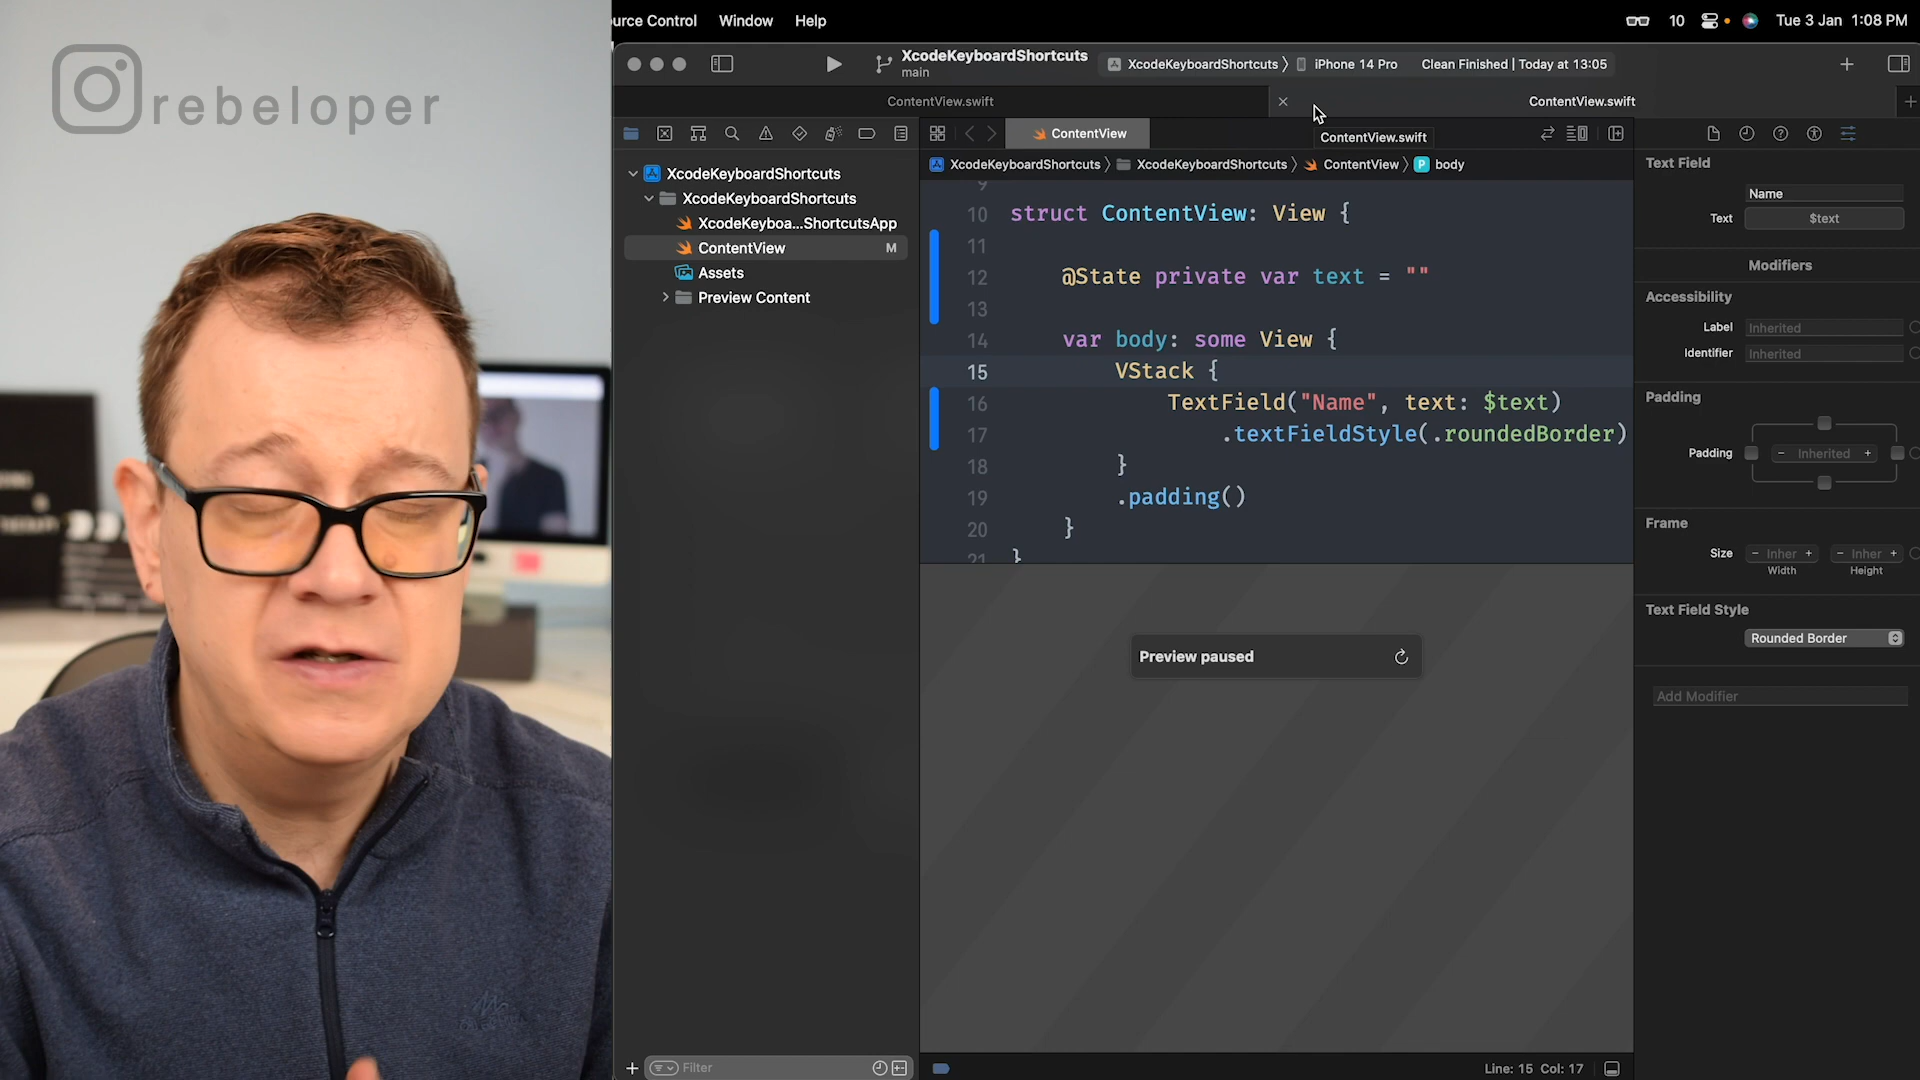 rebeloper
urce Control Window Help
10 Tue 3 Jan 1:08 PM
XcodeKeyboardShortcuts
main
XcodeKeyboardShortcuts iPhone 14 Pro
Clean Finished | Today at 13:05
ContentView.swift
ContentView.swift
ContentView
ContentView.swift
XcodeKeyboardShortcuts XcodeKeyboardShortcuts ContentView P body
XcodeKeyboardShortcuts
XcodeKeyboardShortcuts
XcodeKeyboa...ShortcutsApp
ContentView M
Assets
Preview Content
9
10 struct ContentView: View {
11
12 @State private var text = ""
13
14 var body: some View {
15 VStack {
16 TextField("Name", text: $text)
17 .textFieldStyle(.roundedBorder)
18 }
19 .padding()
20 }
21 }
Preview paused
Text Field
Name
Text $text
Modifiers
Accessibility
Label Inherited
Identifier Inherited
Padding
Padding - Inherited +
Frame
Size - Inher + - Inher +
Width Height
Text Field Style
Rounded Border
Add Modifier
+ Filter
Line: 15 Col: 17